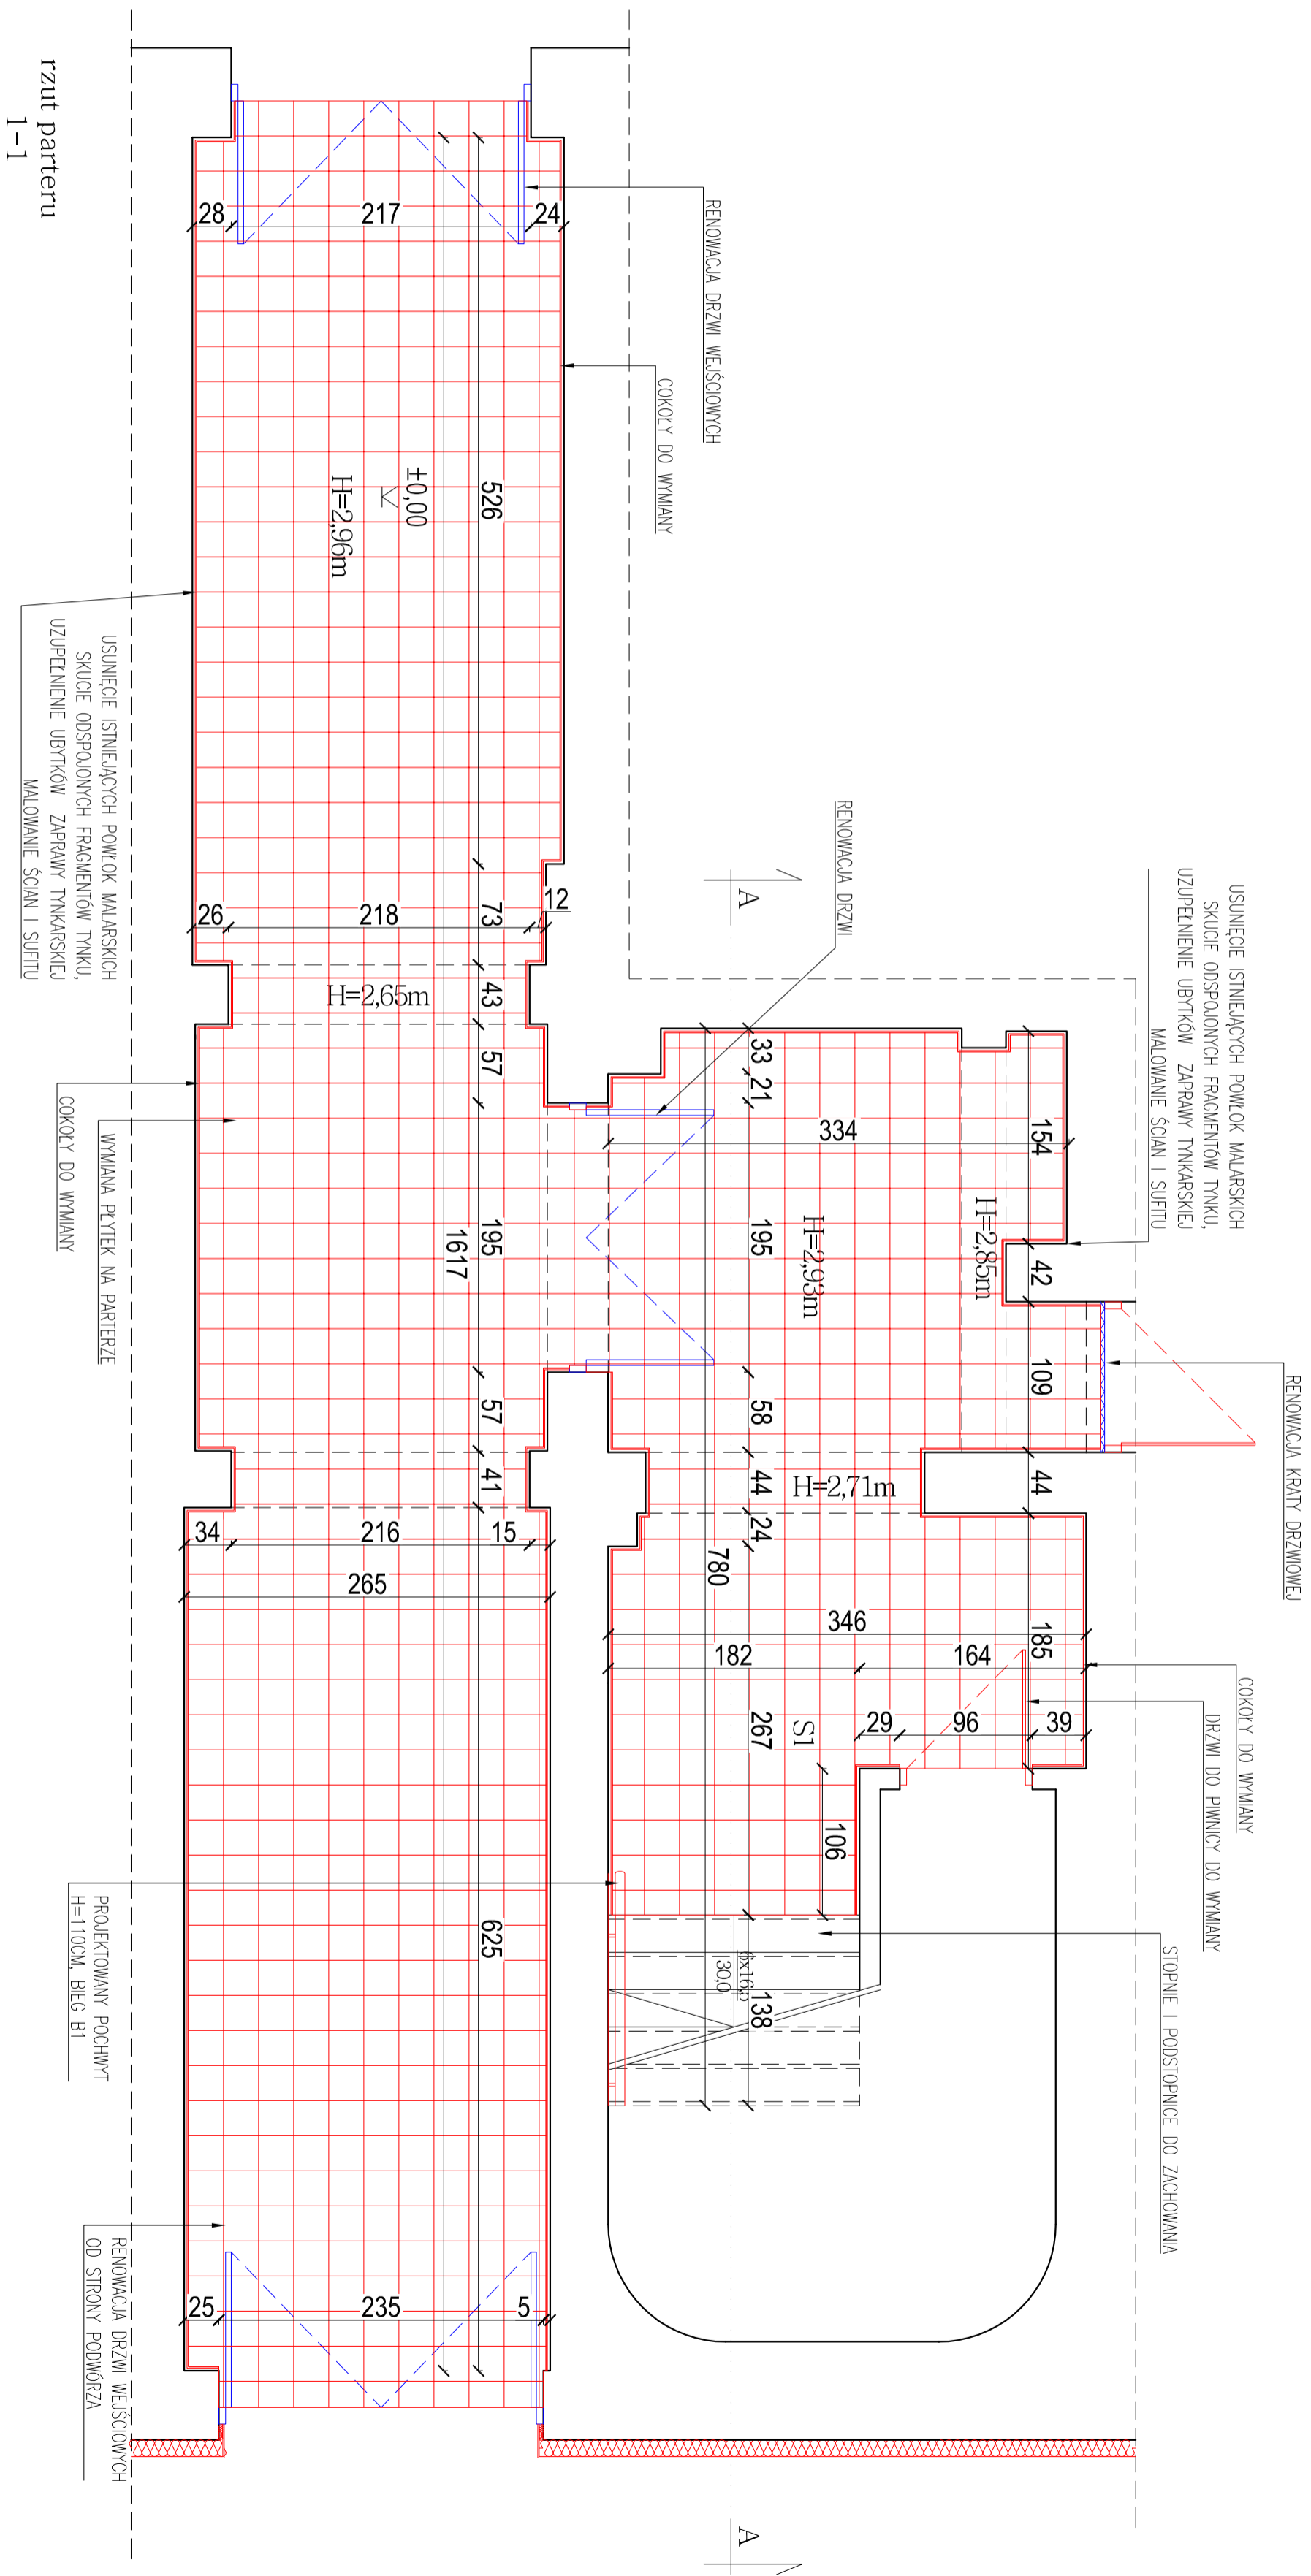 rzut parteru
1-1
RENOWACJA DRZWI WEJŚCIOWYCH
COKOŁY DO WYMIANY
28
217
24
526
±0,00
H=2,96m
USUNIĘCIE ISTNIEJĄCYCH POWŁOK MALARSKICH
SKUCIE ODSPOJONYCH FRAGMENTÓW TYNKU,
UZUPEŁNIENIE UBYTKÓW ZAPRAWY TYNKARSKIEJ
MALOWANIE ŚCIAN I SUFITU
RENOWACJA DRZWI
A
USUNIĘCIE ISTNIEJĄCYCH POWŁOK MALARSKICH
SKUCIE ODSPOJONYCH FRAGMENTÓW TYNKU,
UZUPEŁNIENIE UBYTKÓW ZAPRAWY TYNKARSKIEJ
MALOWANIE ŚCIAN I SUFITU
26
218
12
73
H=2,65m
43
57
33
21
334
154
195
1617
195
H=2,93m
H=2,85m
42
109
RENOWACJA KRATY DRZWIOWEJ
COKOŁY DO WYMIANY
WYMIANA PŁYTEK NA PARTERZE
57
41
58
44
H=2,71m
44
24
34
216
15
265
780
346
182
164
185
29
96
39
267
S1
106
COKOŁY DO WYMIANY
DRZWI DO PIWNICY DO WYMIANY
STOPNIE I PODSTOPNICE DO ZACHOWANIA
625
6x16,5
30,0
138
PROJEKTOWANY POCHWYT
H=110CM, BIEG B1
25
235
5
RENOWACJA DRZWI WEJŚCIOWYCH
OD STRONY PODWÓRZA
A